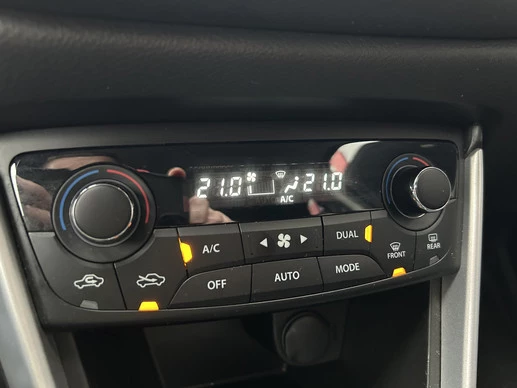 21.0 21.0
A/C
A/C DUAL
FRONT REAR
OFF AUTO MODE